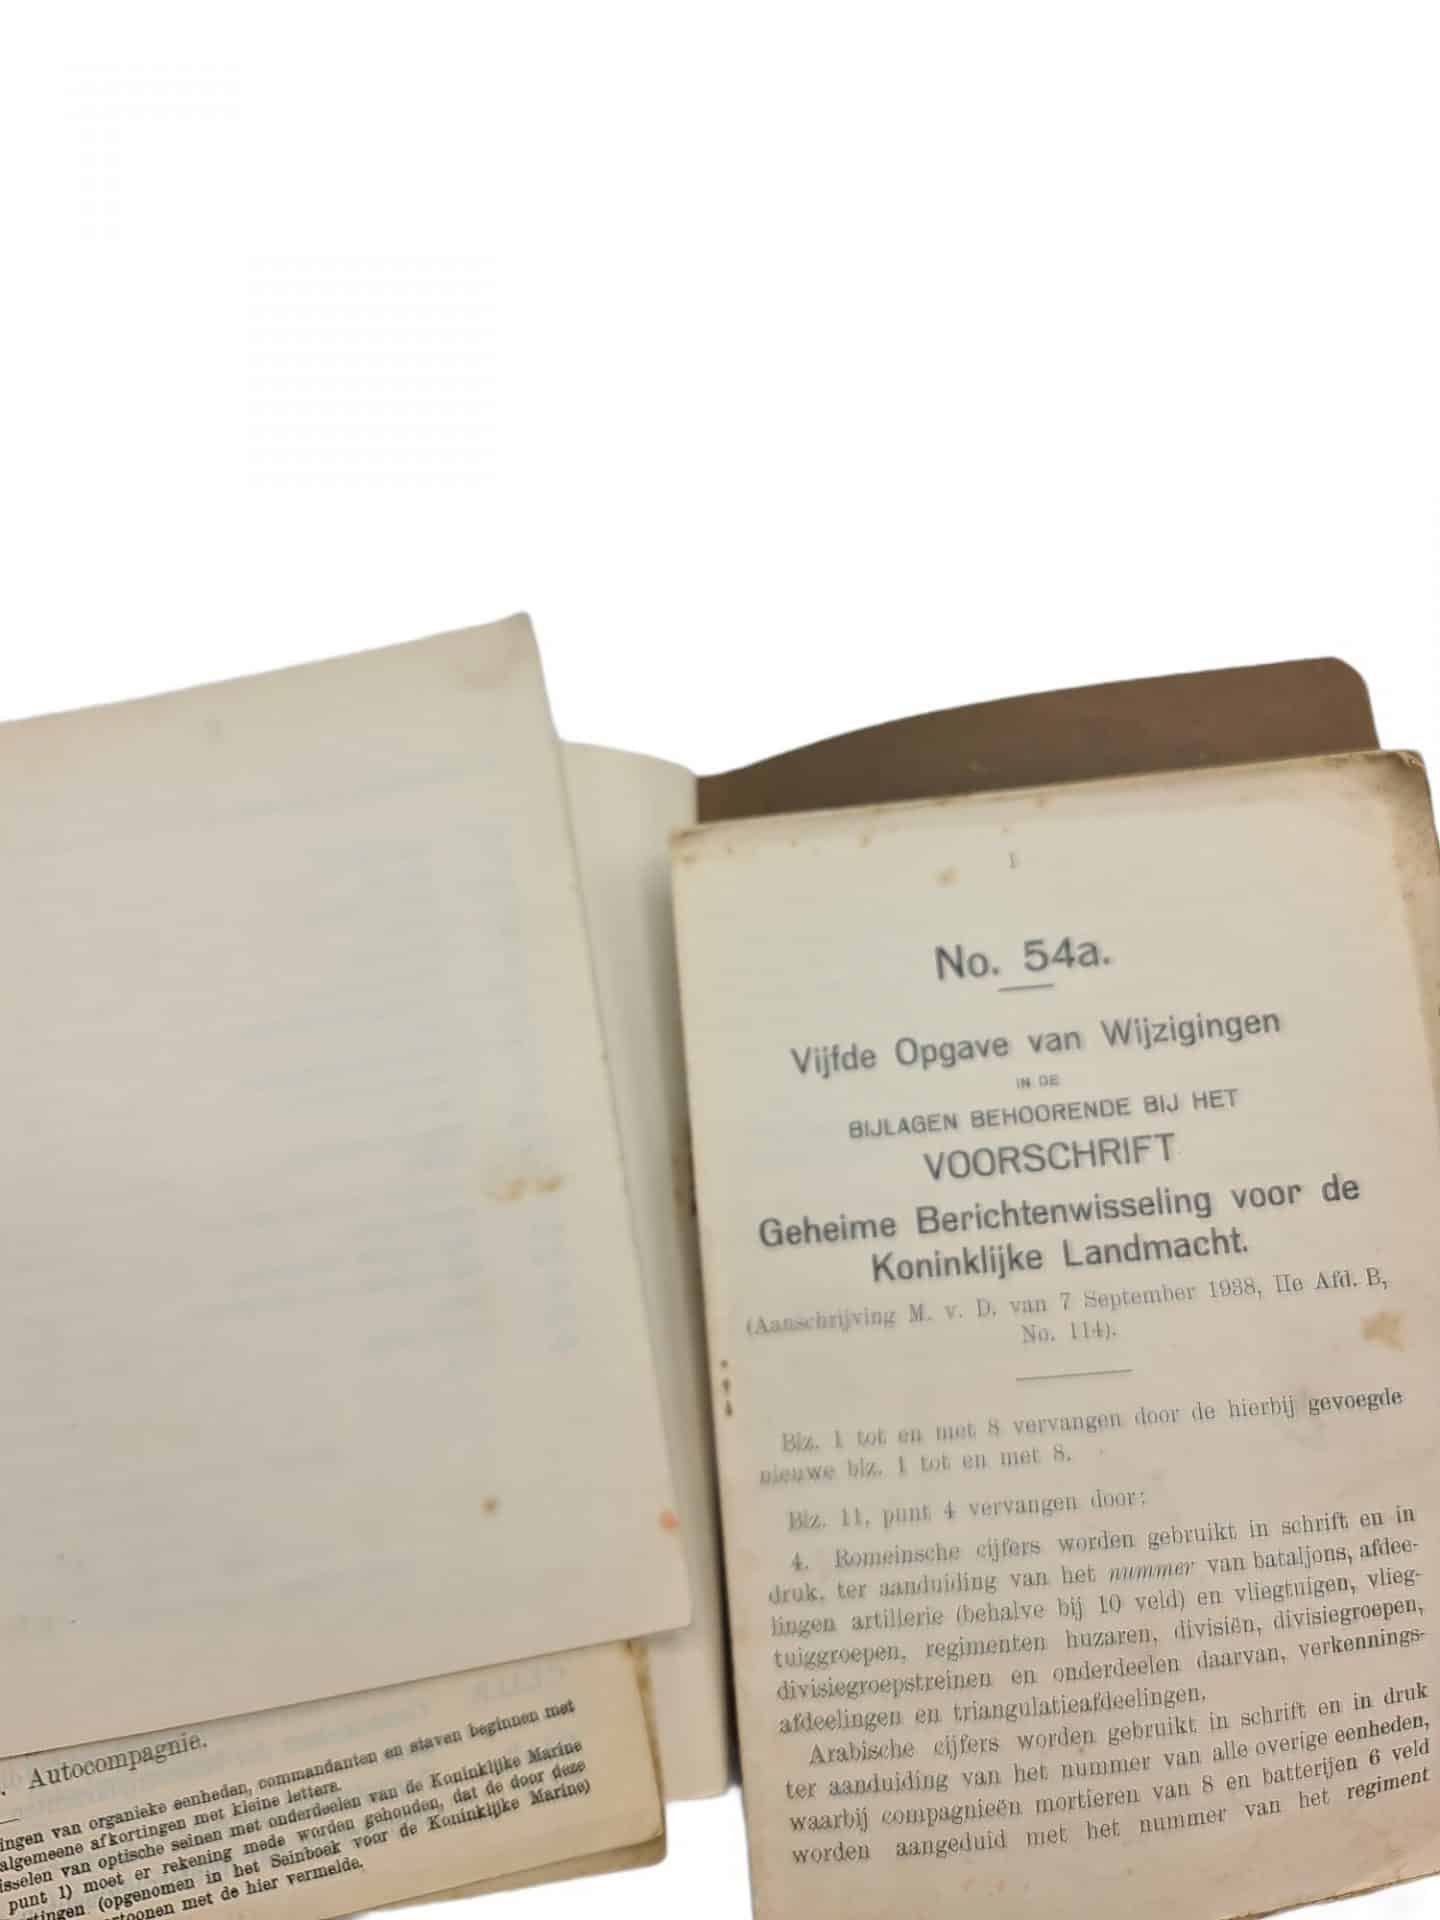 Autocompagnie.
ingen van organieke eenheden, commandanten en staven beginnen met
algemeene afkortingen met kleine letters.
isselen van optische seinen met onderdeelen van de Koninklijke Marine
punt 1) moet er rekening mede worden gehouden, dat de door deze
tingen (opgenomen in het Seinboek voor de Koninklijke Marine)
toonen met de hier vermelde.
1
No. 54a.
Vijfde Opgave van Wijzigingen
IN DE
BIJLAGEN BEHOORENDE BIJ HET
VOORSCHRIFT
Geheime Berichtenwisseling voor de
Koninklijke Landmacht.
(Aanschrijving M. v. D. van 7 September 1938, IIe Afd. B,
No. 114).
Blz. 1 tot en met 8 vervangen door de hierbij gevoegde
nieuwe blz. 1 tot en met 8.
Blz. 11, punt 4 vervangen door:
4. Romeinsche cijfers worden gebruikt in schrift en in
druk, ter aanduiding van het nummer van bataljons, afdee-
lingen artillerie (behalve bij 10 veld) en vliegtuigen, vlieg-
tuiggroepen, regimenten huzaren, divisiën, divisiegroepen,
divisiegroepstreinen en onderdeelen daarvan, verkennings-
afdeelingen en triangulatieafdeelingen.
Arabische cijfers worden gebruikt in schrift en in druk
ter aanduiding van het nummer van alle overige eenheden,
waarbij compagnieën mortieren van 8 en batterijen 6 veld
worden aangeduid met het nummer van het regiment